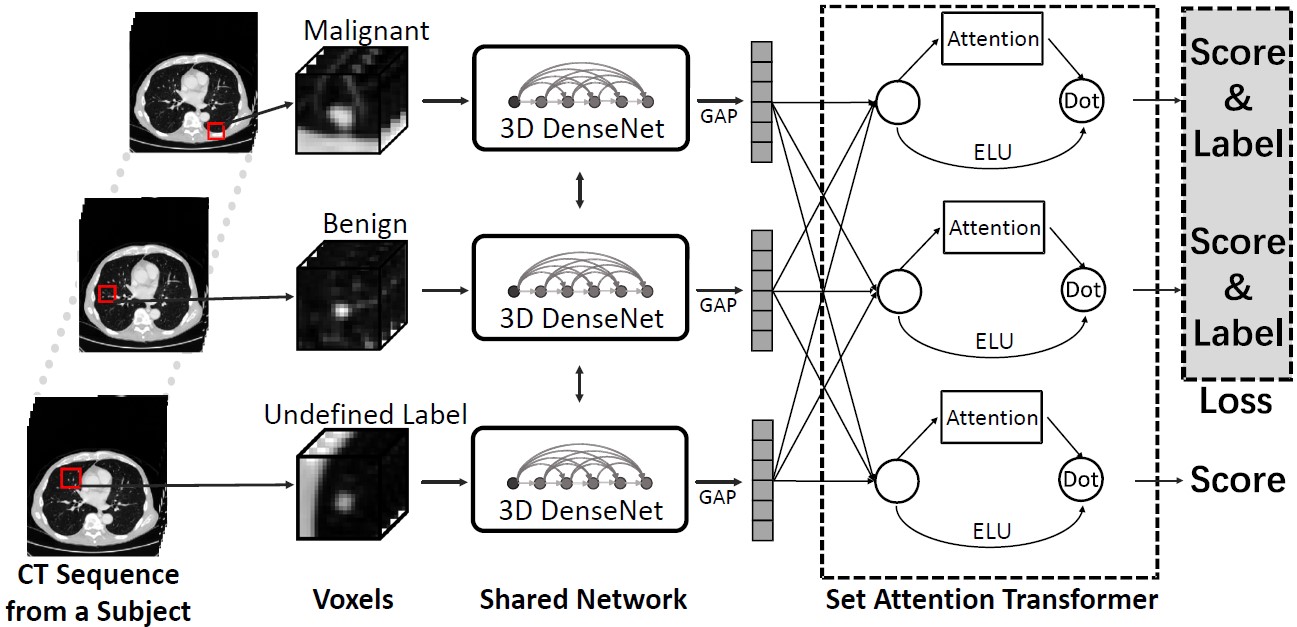 Malignant
3D DenseNet
GAP
Attention
Dot
ELU
Score
&
Label
Benign
3D DenseNet
GAP
Attention
Dot
ELU
Score
&
Label
Loss
Undefined Label
3D DenseNet
GAP
Attention
Dot
ELU
Score
CT Sequence
from a Subject
Voxels
Shared Network
Set Attention Transformer